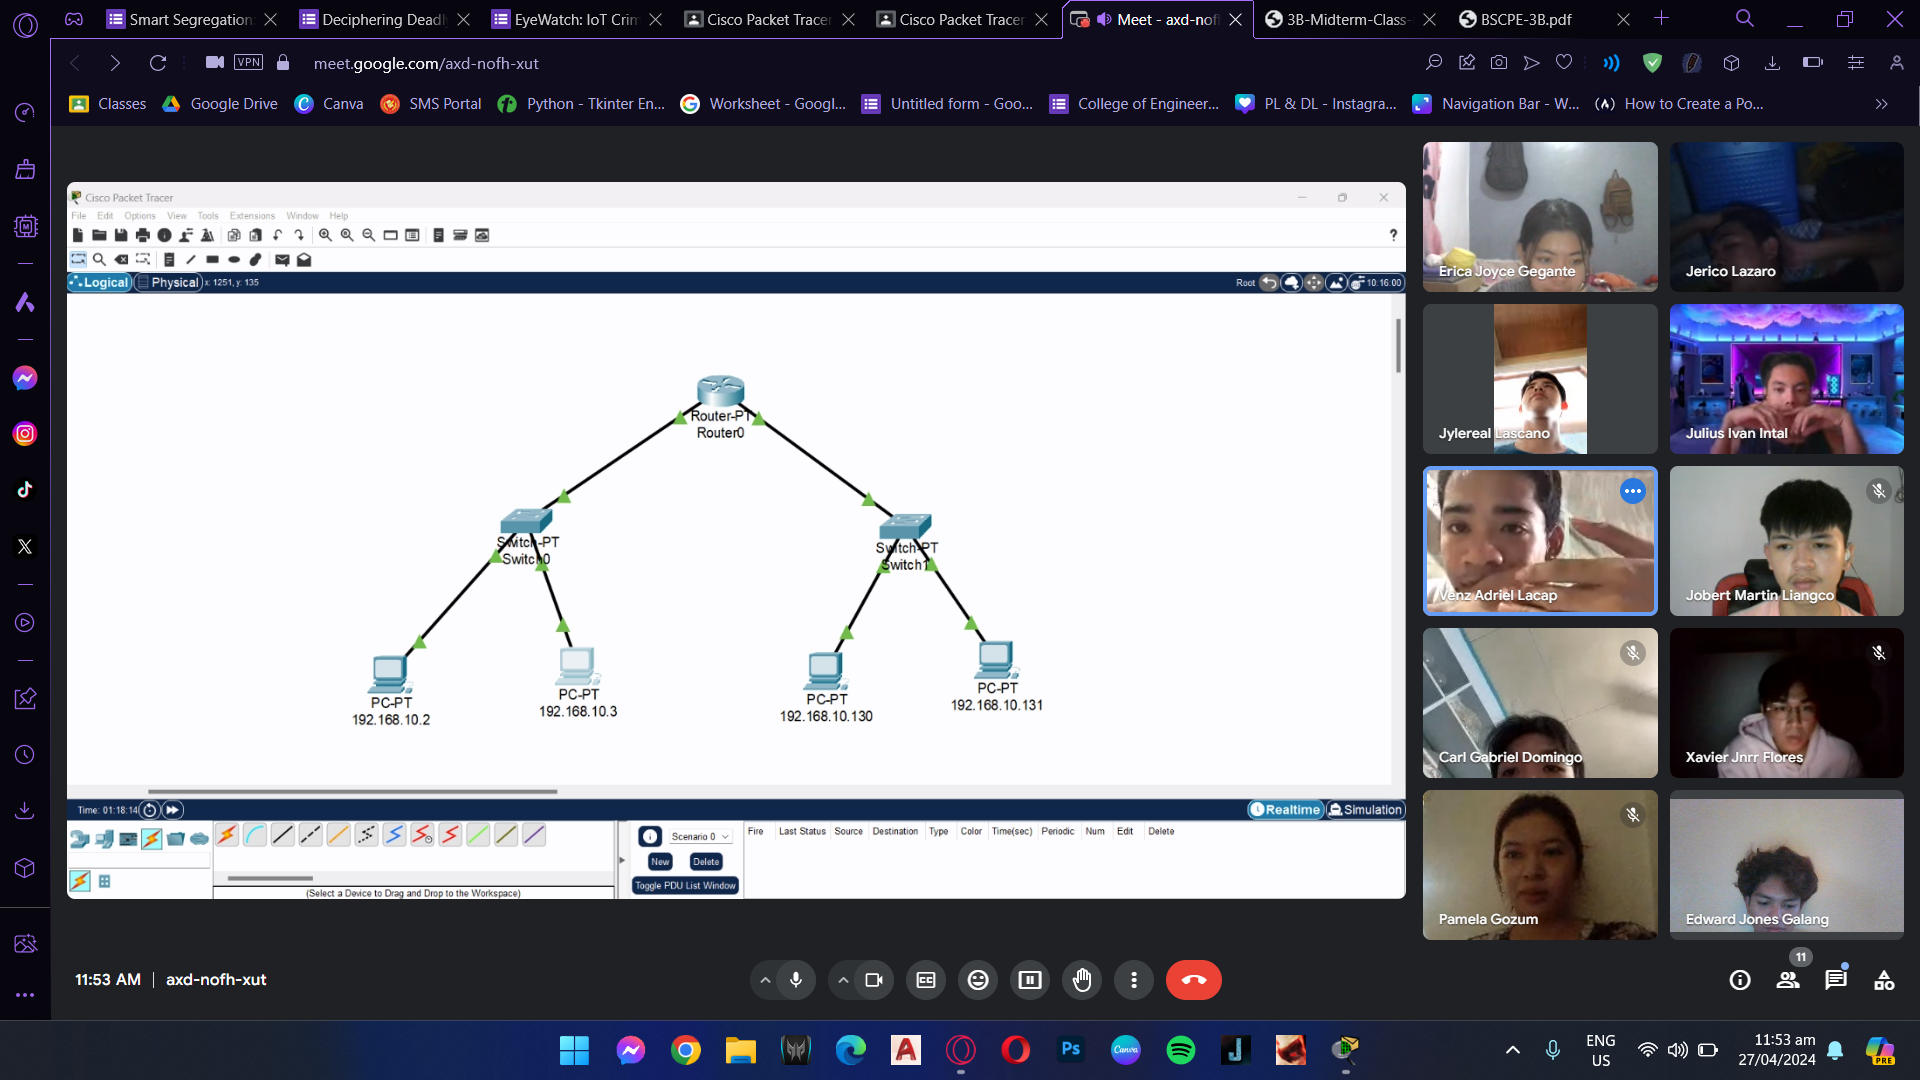 Smart Segregation:
Deciphering Deadl
EyeWatch: IoT Crim
Cisco Packet Tracer
Cisco Packet Tracer
Meet - axd-nofh
3B-Midterm-Class-
BSCPE-3B.pdf
VPN
meet.google.com/axd-nofh-xut
Classes
Google Drive
Canva
SMS Portal
Python - Tkinter En...
Worksheet - Googl...
Untitled form - Goo...
College of Engineer...
PL & DL - Instagra...
Navigation Bar - W...
How to Create a Po...
Cisco Packet Tracer
File Edit Options View Tools Extensions Window Help
?
Logical
Physical
x: 1251, y: 135
Root
10:16:00
Router-PT
Router0
Switch-PT
Switch0
Switch-PT
Switch1
PC-PT
192.168.10.2
PC-PT
192.168.10.3
PC-PT
192.168.10.130
PC-PT
192.168.10.131
Time: 01:18:14
Realtime
Simulation
Scenario 0
New
Delete
Toggle PDU List Window
Fire Last Status Source Destination Type Color Time(sec) Periodic Num Edit Delete
(Select a Device to Drag and Drop to the Workspace)
Erica Joyce Gegante
Jerico Lazaro
Jylereal Lascano
Julius Ivan Intal
Venz Adriel Lacap
Jobert Martin Liangco
Carl Gabriel Domingo
Xavier Jnrr Flores
Pamela Gozum
Edward Jones Galang
11:53 AM | axd-nofh-xut
11
Ps
Canva
J
ENG
US
11:53 am
27/04/2024
PRE